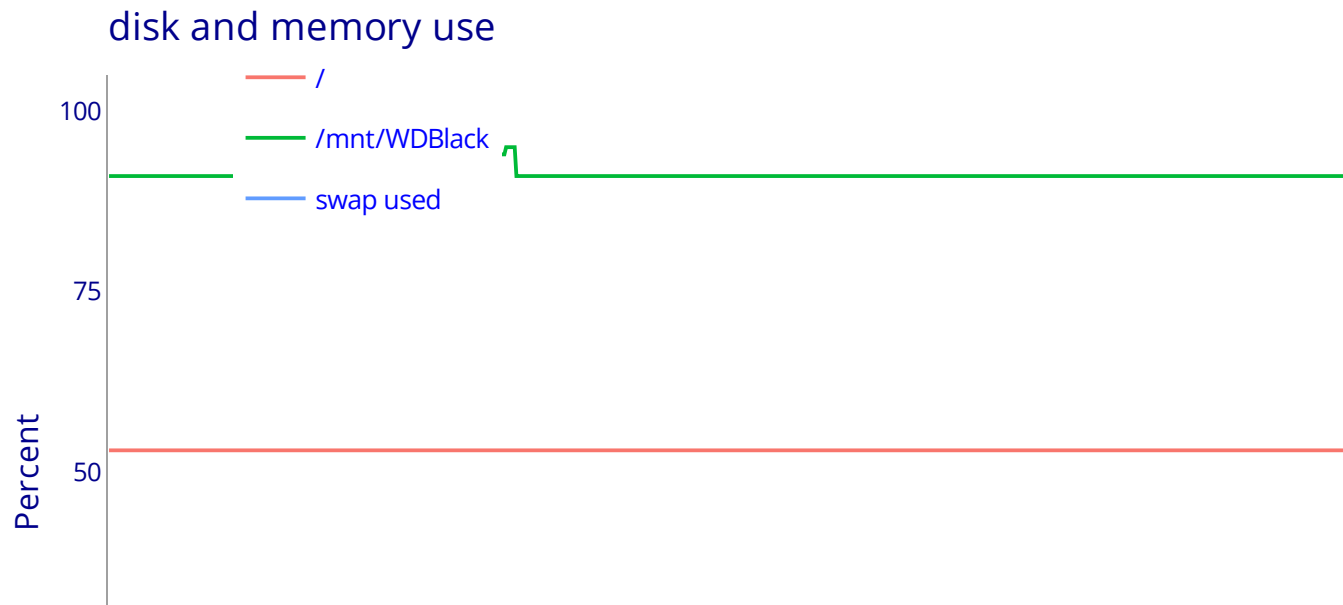 disk and memory use
/
100
/mnt/WDBlack
swap used
75
Percent
50